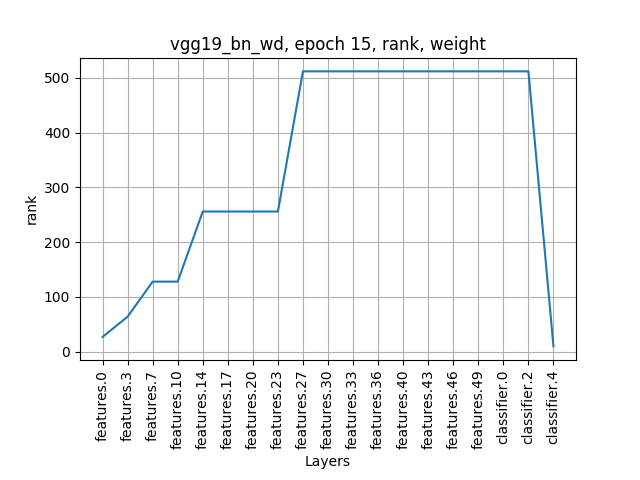 vgg19_bn_wd, epoch 15, rank, weight
500
400
300
200
100
0
rank
features.0
features.3
features.7
features.10
features.14
features.17
features.20
features.23
features.27
features.30
features.33
features.36
features.40
features.43
features.46
features.49
classifier.0
classifier.2
classifier.4
Layers